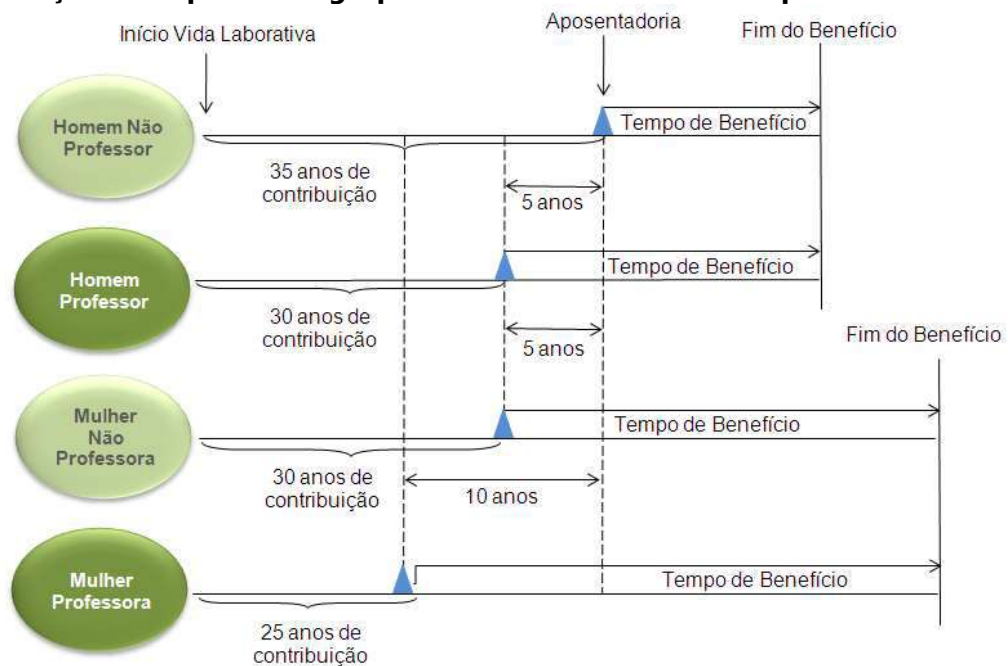 Início Vida Laborativa
Aposentadoria
Fim do Benefício
Homem Não
Professor
Tempo de Benefício
35 anos de
contribuição
5 anos
Homem
Professor
Tempo de Benefício
30 anos de
contribuição
5 anos
Fim do Benefício
Mulher
Não
Professora
Tempo de Benefício
30 anos de
contribuição
10 anos
Mulher
Professora
Tempo de Benefício
25 anos de
contribuição